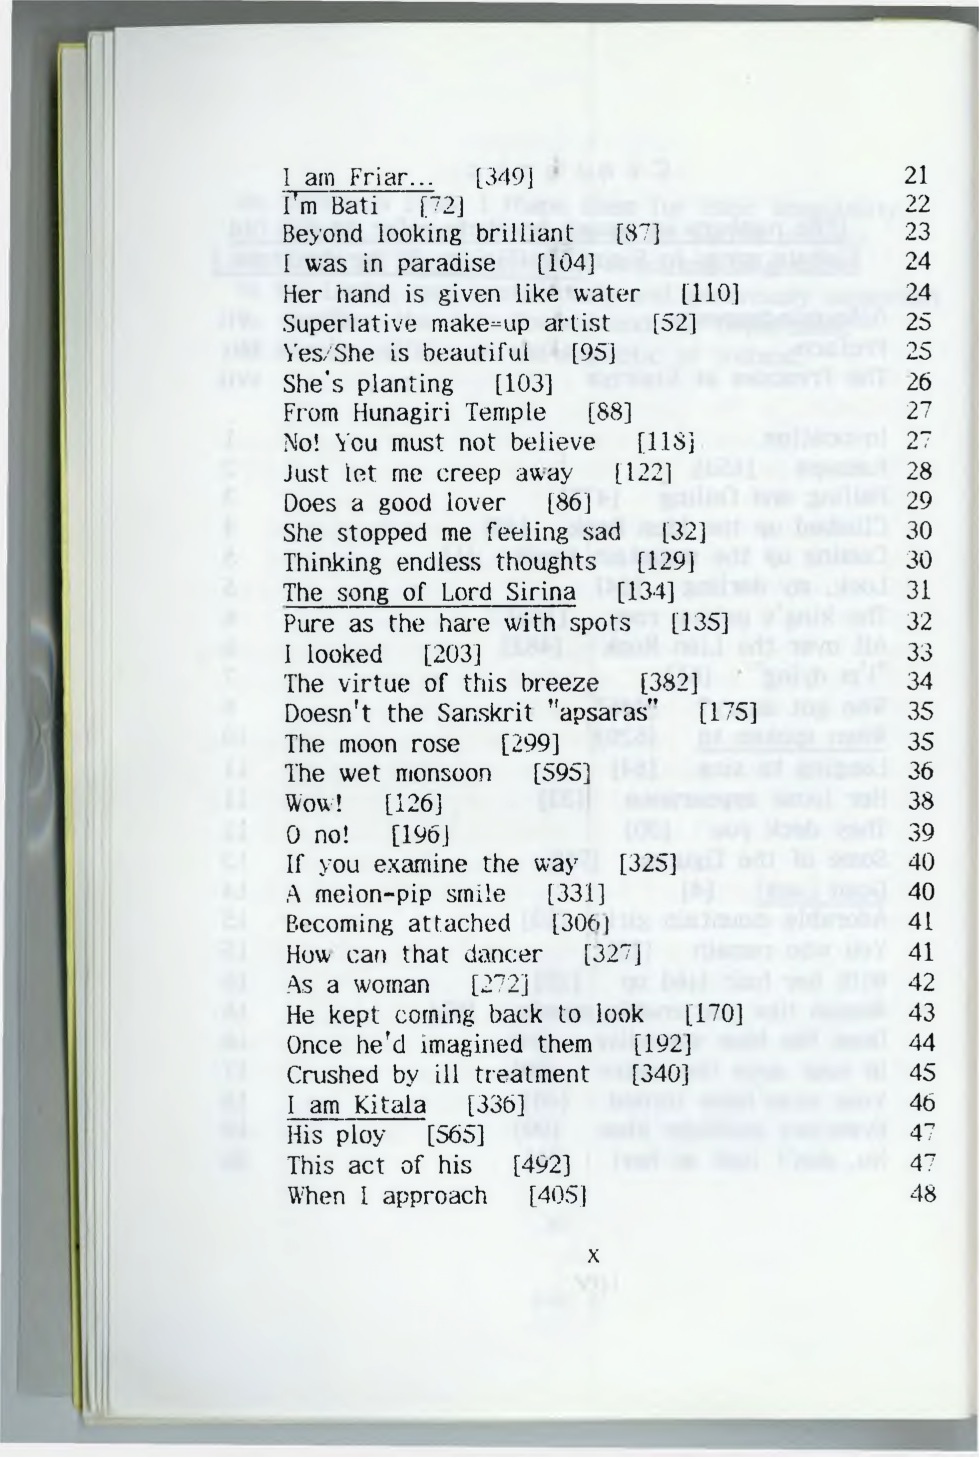 I am Friar... [349] 21
I'm Bati [72] 22
Beyond looking brilliant [87] 23
I was in paradise [104] 24
Her hand is given like water [110] 24
Superlative make-up artist [52] 25
Yes/She is beautiful [95] 25
She's planting [103] 26
From Hunagiri Temple [88] 27
No! You must not believe [118] 27
Just let me creep away [122] 28
Does a good lover [86] 29
She stopped me feeling sad [32] 30
Thinking endless thoughts [129] 30
The song of Lord Sirina [134] 31
Pure as the hare with spots [135] 32
I looked [203] 33
The virtue of this breeze [382] 34
Doesn't the Sanskrit "apsaras" [175] 35
The moon rose [299] 35
The wet monsoon [595] 36
Wow! [126] 38
O no! [196] 39
If you examine the way [325] 40
A melon-pip smile [331] 40
Becoming attached [306] 41
How can that dancer [327] 41
As a woman [272] 42
He kept coming back to look [170] 43
Once he'd imagined them [192] 44
Crushed by ill treatment [340] 45
I am Kitala [336] 46
His ploy [565] 47
This act of his [492] 47
When I approach [405] 48
x